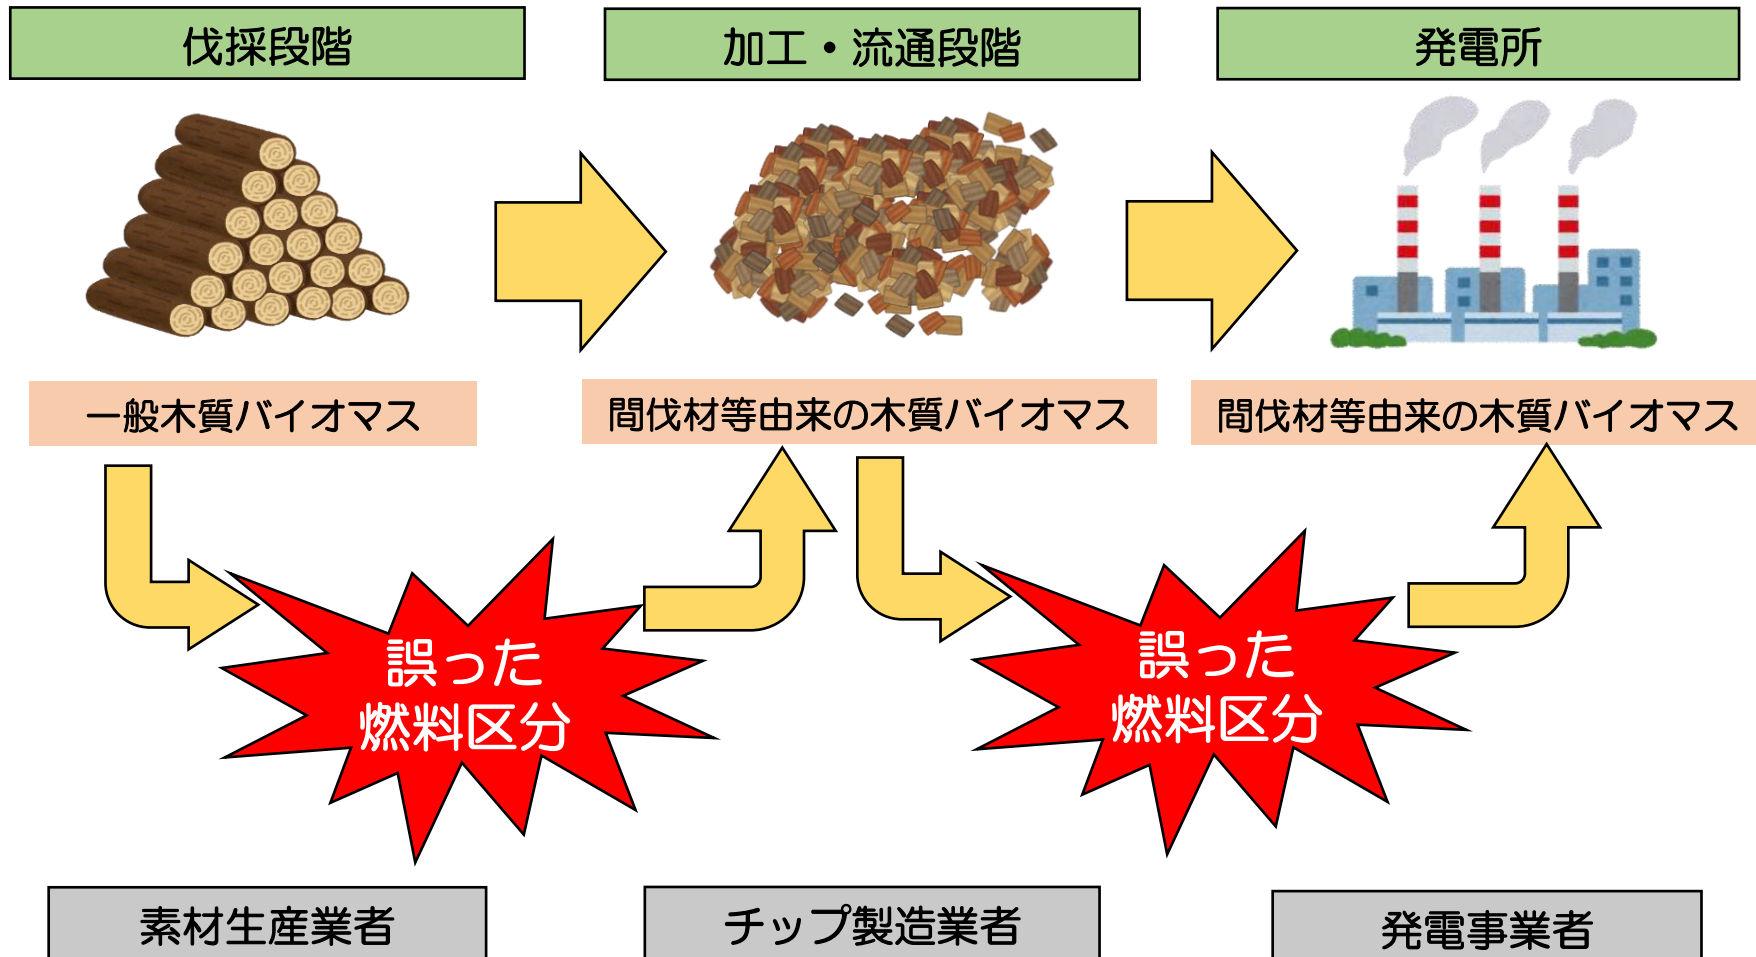 伐採段階
加工・流通段階
発電所
一般木質バイオマス
間伐材等由来の木質バイオマス
間伐材等由来の木質バイオマス
誤った
燃料区分
誤った
燃料区分
素材生産業者
チップ製造業者
発電事業者